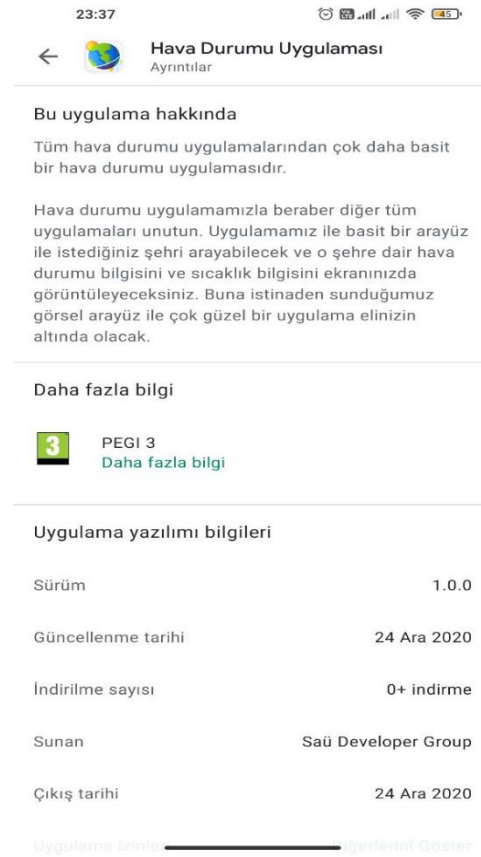 23:37
45
Hava Durumu Uygulaması
Ayrıntılar
Bu uygulama hakkında
Tüm hava durumu uygulamalarından çok daha basit
bir hava durumu uygulamasıdır.
Hava durumu uygulamamızla beraber diğer tüm
uygulamaları unutun. Uygulamamız ile basit bir arayüz
ile istediğiniz şehri arayabilecek ve o şehre dair hava
durumu bilgisini ve sıcaklık bilgisini ekranınızda
görüntüleyeceksiniz. Buna istinaden sunduğumuz
görsel arayüz ile çok güzel bir uygulama elinizin
altında olacak.
Daha fazla bilgi
3
PEGI 3
Daha fazla bilgi
Uygulama yazılımı bilgileri
Sürüm 1.0.0
Güncellenme tarihi 24 Ara 2020
İndirilme sayısı 0+ indirme
Sunan Saü Developer Group
Çıkış tarihi 24 Ara 2020
Uygulama Diğerlerini Göster